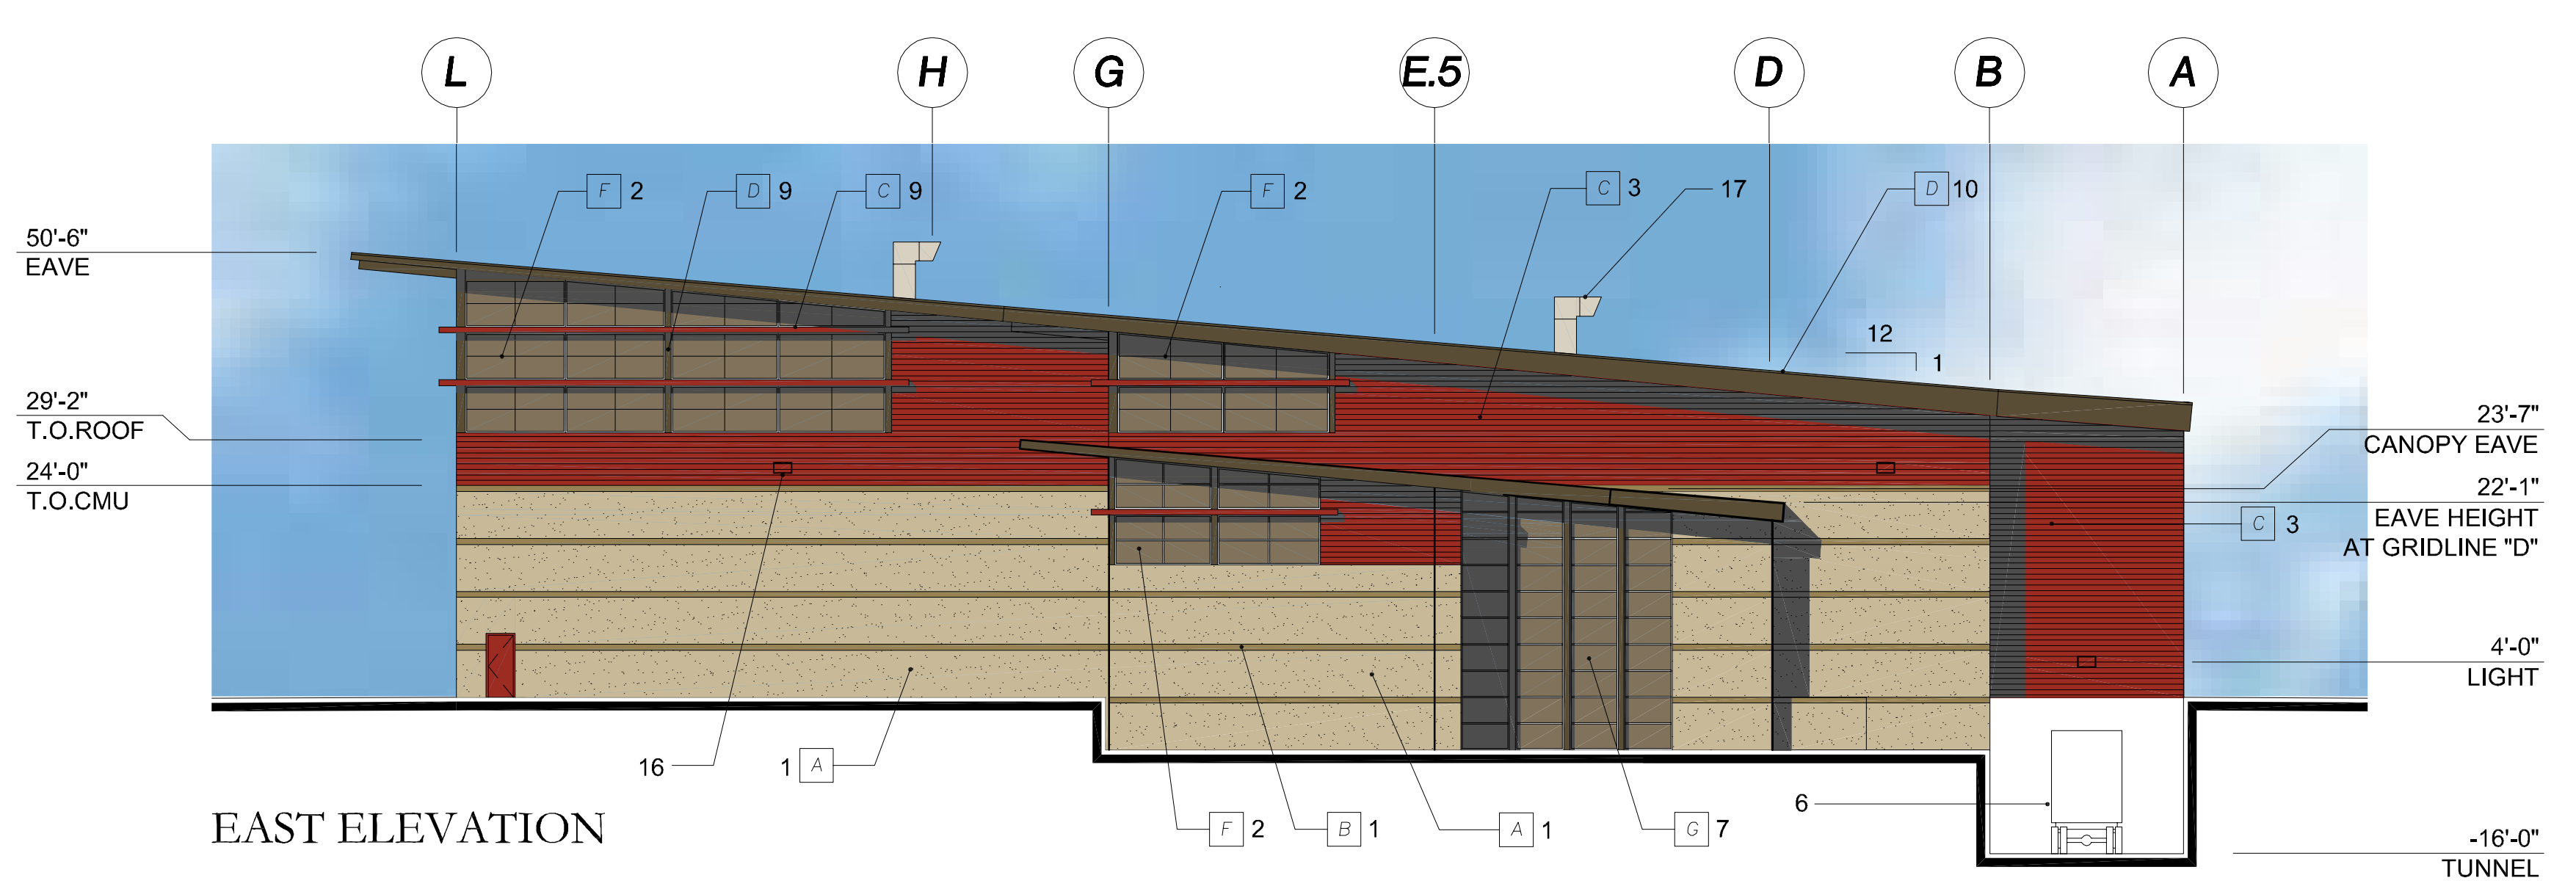 L H G E.5 D B A
F 2 D 9 C 9 F 2 C 3 17 D 10
50'-6"
EAVE
12
1
29'-2"
T.O.ROOF
24'-0"
T.O.CMU
23'-7"
CANOPY EAVE
22'-1"
EAVE HEIGHT
AT GRIDLINE "D"
C 3
4'-0"
LIGHT
16 1 A
6
F 2 B 1 A 1 G 7
EAST ELEVATION
-16'-0"
TUNNEL